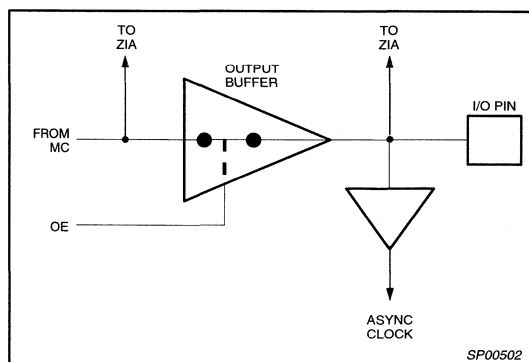 TO
ZIA
TO
ZIA
OUTPUT
BUFFER
I/O PIN
FROM
MC
OE
ASYNC
CLOCK
SP00502